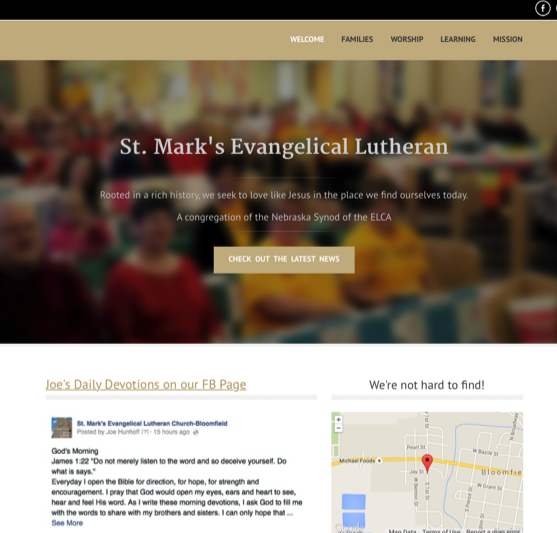 WELCOME FAMILIES WORSHIP LEARNING MISSION
St. Mark's Evangelical Lutheran
Rooted in a rich history, we seek to love like Jesus in the place we find ourselves today.
A congregation of the Nebraska Synod of the ELCA
CHECK OUT THE LATEST NEWS
Joe's Daily Devotions on our FB Page
St. Mark's Evangelical Lutheran Church-Bloomfield
Posted by Joe Hunhoff [?] · 15 hours ago
God's Morning
James 1:22 "Do not merely listen to the word and so deceive yourself. Do
what is says."
Everyday I open the Bible for direction, for hope, for strength and
encouragement. I pray that God would open my eyes, ears and heart to see,
hear and feel His word. As I write these morning devotions, I ask God to fill me
with the words to share with my brothers and sisters. I can only hope that ...
See More
We're not hard to find!
Pearl St
Michael Foods
W Bazily St
Jay St
Bloomfie
W Grant St
Google
Map Data Terms of Use Report a map error